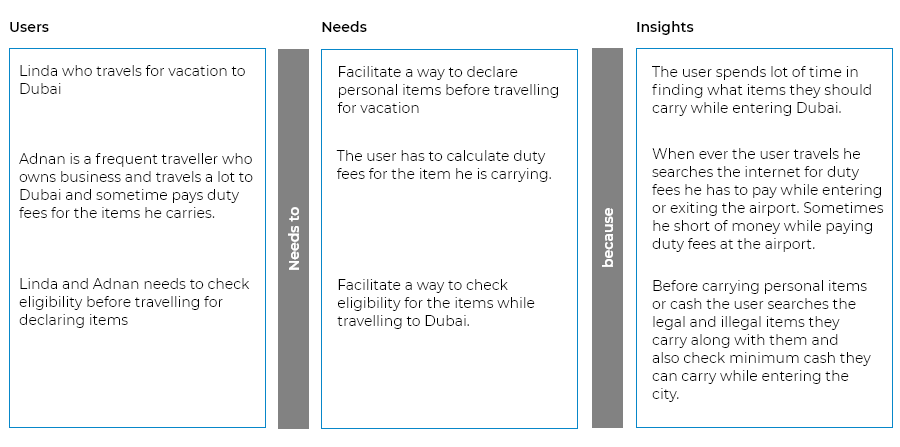 Users
Linda who travels for vacation to
Dubai
Adnan is a frequent traveller who
owns business and travels a lot to
Dubai and sometime pays duty
fees for the items he carries.
Linda and Adnan needs to check
eligibility before travelling for
declaring items
Needs to
Needs
Facilitate a way to declare
personal items before travelling
for vacation
The user has to calculate duty
fees for the item he is carrying.
Facilitate a way to check
eligibility for the items while
travelling to Dubai.
because
Insights
The user spends lot of time in
finding what items they should
carry while entering Dubai.
When ever the user travels he
searches the internet for duty
fees he has to pay while entering
or exiting the airport. Sometimes
he short of money while paying
duty fees at the airport.
Before carrying personal items
or cash the user searches the
legal and illegal items they
carry along with them and
also check minimum cash they
can carry while entering the
city.